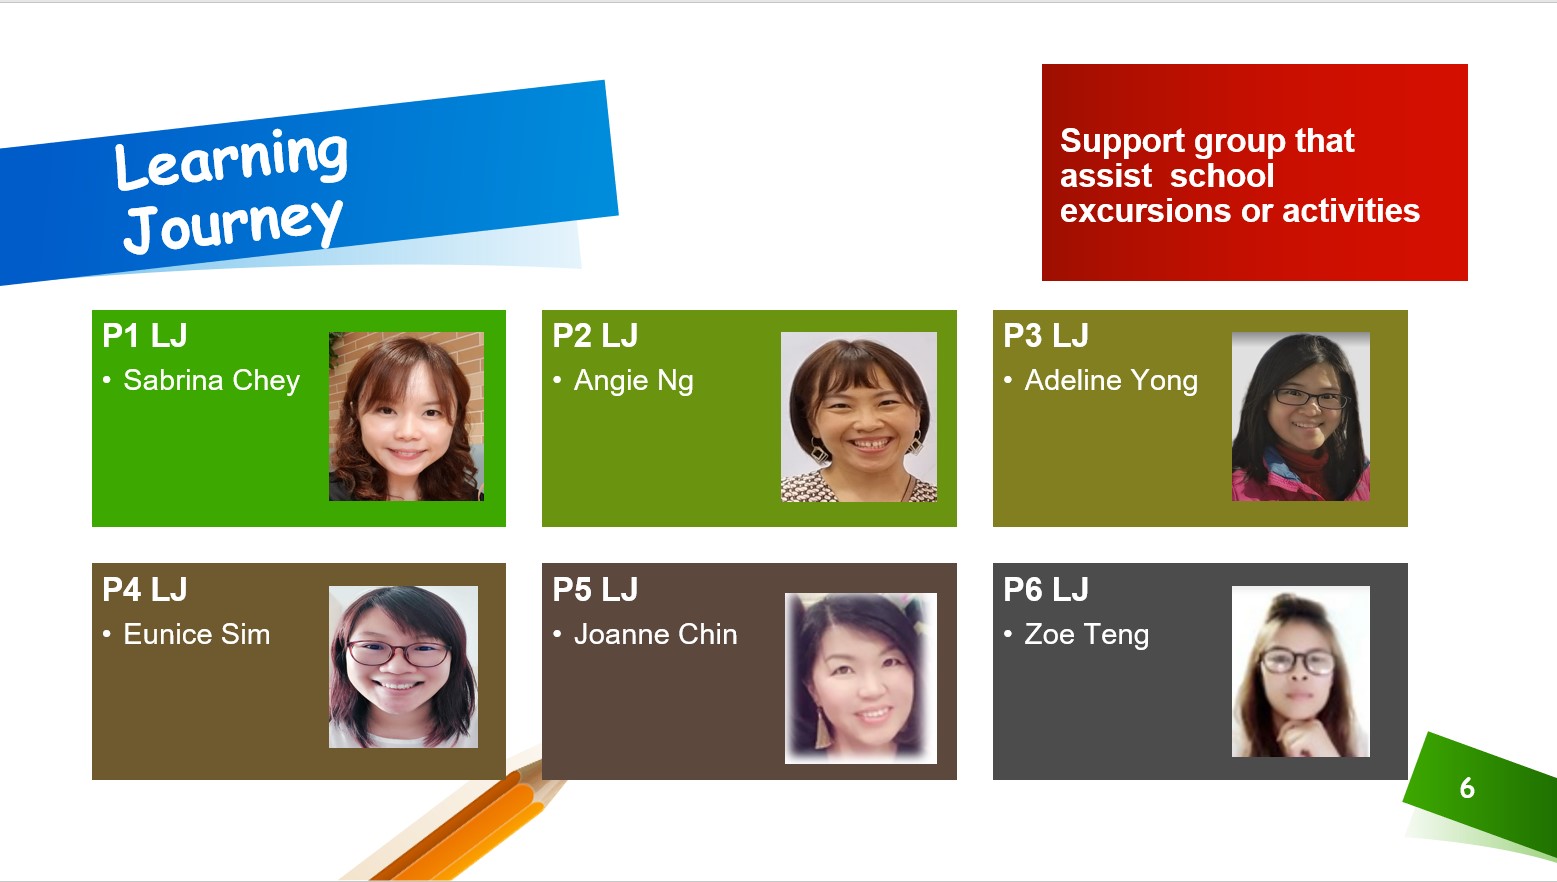 Learning
Journey
Support group that
assist  school
excursions or activities
P1 LJ
• Sabrina Chey
P2 LJ
• Angie Ng
P3 LJ
• Adeline Yong
P4 LJ
• Eunice Sim
P5 LJ
• Joanne Chin
P6 LJ
• Zoe Teng
6